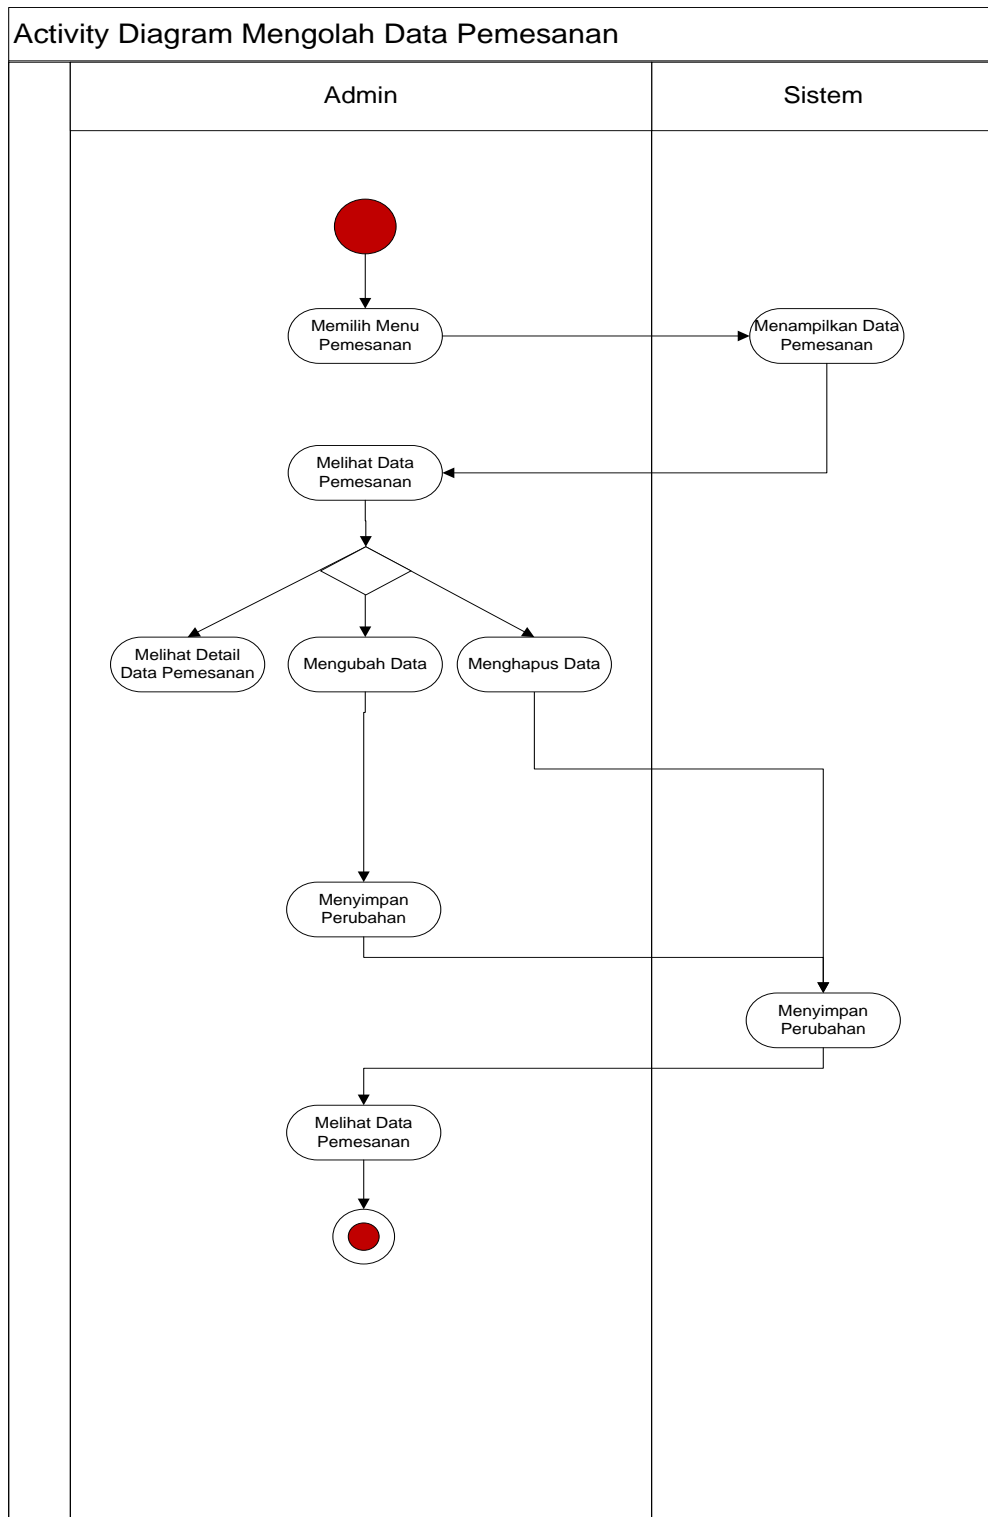 Activity Diagram Mengolah Data Pemesanan
Admin
Sistem
Memilih Menu
Pemesanan
Menampilkan Data
Pemesanan
Melihat Data
Pemesanan
Melihat Detail
Data Pemesanan
Mengubah Data
Menghapus Data
Menyimpan
Perubahan
Menyimpan
Perubahan
Melihat Data
Pemesanan